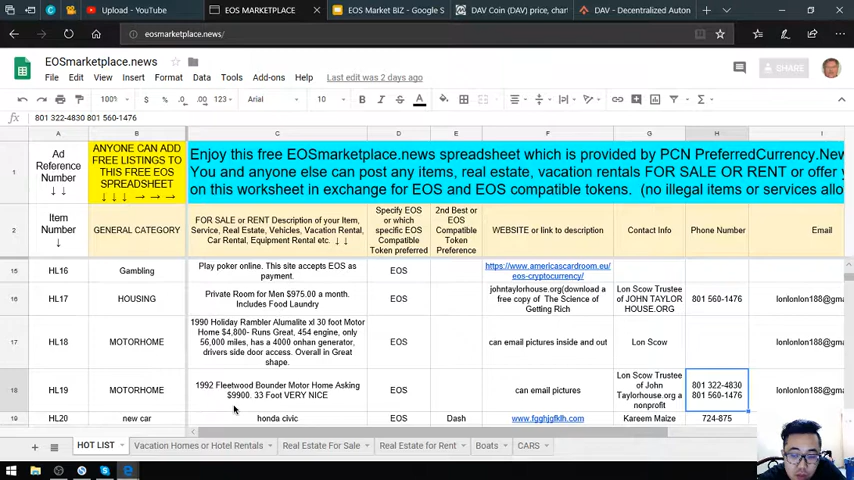 Upload - YouTube
EOS MARKETPLACE
EOS Market BIZ - Google S
DAV Coin (DAV) price, chart
DAV - Decentralized Auton
eosmarketplace.news/
EOSmarketplace.news
File Edit View Insert Format Data Tools Add-ons Help Last edit was 2 days ago
SHARE
100% $ % .0 .00 123 Arial 10 B I S A
fx 801 322-4830 801 560-1476
A B C D E F G H I
1
Ad Reference Number ↓ ↓
ANYONE CAN ADD FREE LISTINGS TO THIS FREE EOS SPREADSHEET ↓ ↓ ↓ → → →
Enjoy this free EOSmarketplace.news spreadsheet which is provided by PCN PreferredCurrency.New
You and anyone else can post any items, real estate, vacation rentals FOR SALE OR RENT or offer y
on this worksheet in exchange for EOS and EOS compatible tokens. (no illegal items or services allo
2
Item Number ↓
GENERAL CATEGORY
FOR SALE or RENT Description of your Item, Service, Real Estate, Vehicles, Vacation Rental, Car Rental, Equipment Rental etc. ↓ ↓
Specify EOS or which specific EOS Compatible Token preferred
2nd Best or EOS Compatible Token Preference
WEBSITE or link to description
Contact Info
Phone Number
Email
15 HL16 Gambling
Play poker online. This site accepts EOS as payment.
EOS
https://www.americascardroom.eu/eos-cryptocurrency/
16 HL17 HOUSING
Private Room for Men $975.00 a month. Includes Food Laundry
EOS
johntaylorhouse.org(download a free copy of The Science of Getting Rich
Lon Scow Trustee of JOHN TAYLOR HOUSE.ORG
801 560-1476
lonlonlon188@gma
17 HL18 MOTORHOME
1990 Holiday Rambler Alumalite xl 30 foot Motor Home $4,800- Runs Great, 454 engine, only 56,000 miles, has a 4000 onhan generator, drivers side door access. Overall in Great shape.
EOS
can email pictures inside and out
Lon Scow
lonlonlon188@gma
18 HL19 MOTORHOME
1992 Fleetwood Bounder Motor Home Asking $9900. 33 Foot VERY NICE
EOS
can email pictures
Lon Scow Trustee of John Taylorhouse.org a nonprofit
801 322-4830
801 560-1476
lonlonlon188@gma
19 HL20 new car honda civic EOS Dash www.fgghjgfklh.com Kareem Maize 724-875
HOT LIST
Vacation Homes or Hotel Rentals
Real Estate For Sale
Real Estate for Rent
Boats
CARS